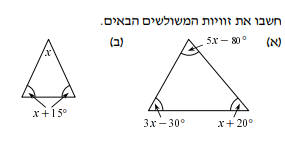 חשבו את זוויות המשולשים הבאים.
(א)
5x − 80°
3x − 30°
x + 20°
(ב)
x
x + 15°